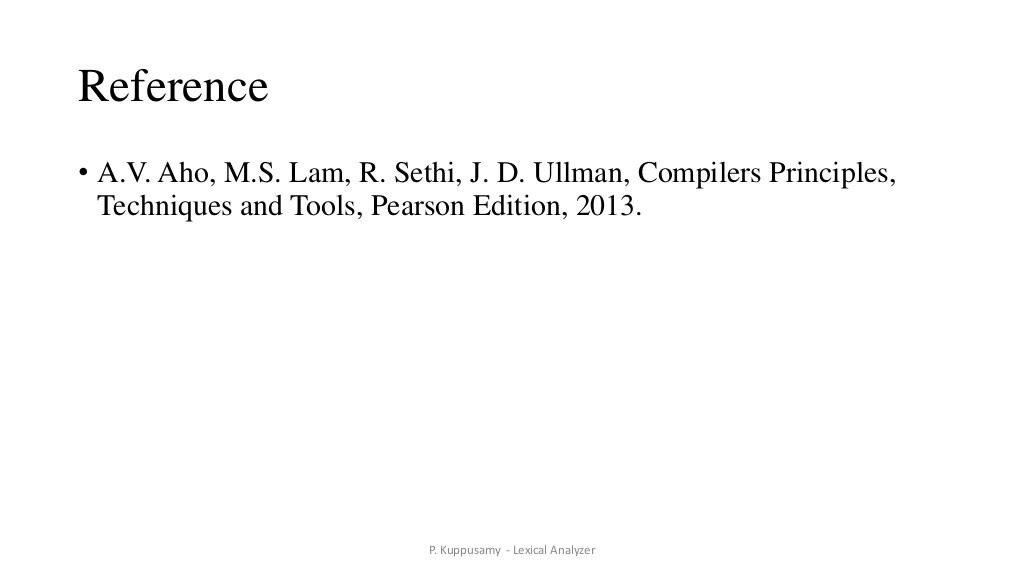 Reference
• A.V. Aho, M.S. Lam, R. Sethi, J. D. Ullman, Compilers Principles,
Techniques and Tools, Pearson Edition, 2013.
P. Kuppusamy - Lexical Analyzer